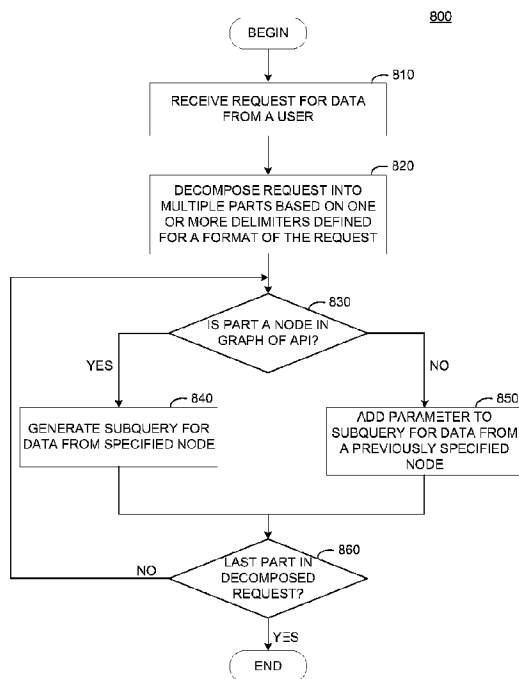 800
BEGIN
810
RECEIVE REQUEST FOR DATA
FROM A USER
820
DECOMPOSE REQUEST INTO
MULTIPLE PARTS BASED ON ONE
OR MORE DELIMITERS DEFINED
FOR A FORMAT OF THE REQUEST
830
IS PART A NODE IN
GRAPH OF API?
YES
NO
840
GENERATE SUBQUERY FOR
DATA FROM SPECIFIED NODE
850
ADD PARAMETER TO
SUBQUERY FOR DATA FROM
A PREVIOUSLY SPECIFIED
NODE
860
LAST PART IN
DECOMPOSED
REQUEST?
NO
YES
END